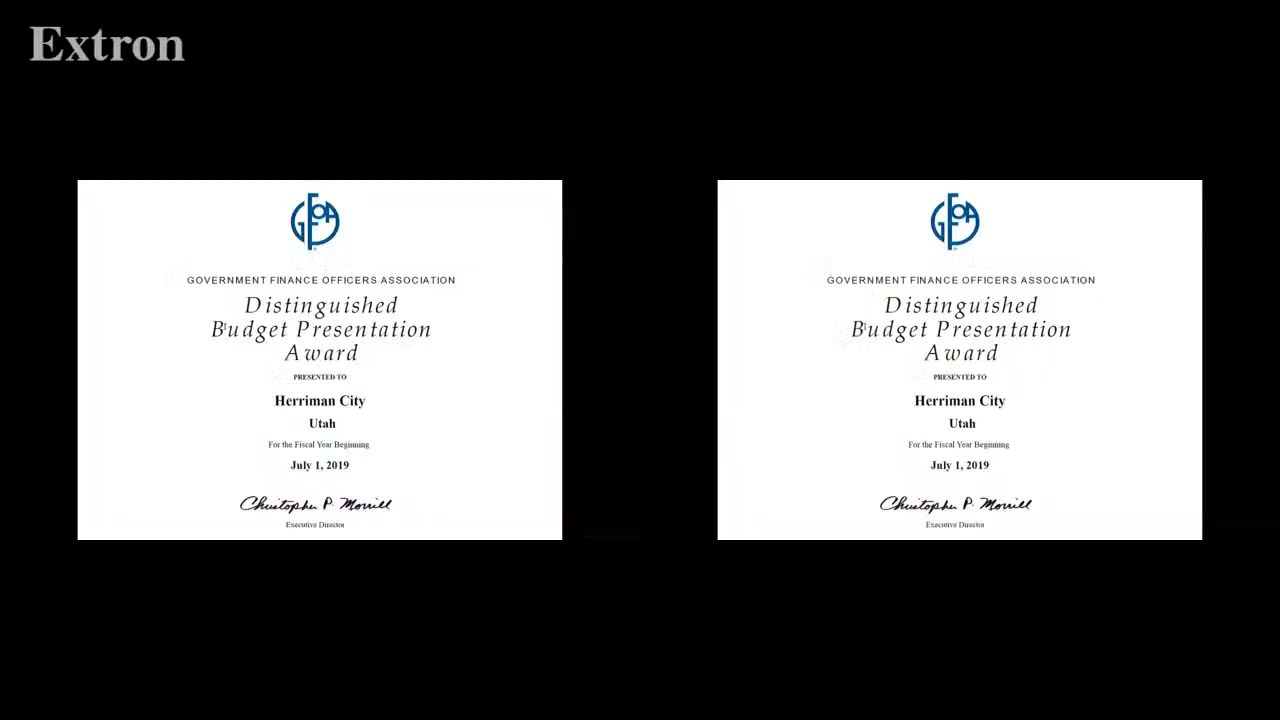 Extron
GFOA
GOVERNMENT FINANCE OFFICERS ASSOCIATION
Distinguished
Budget Presentation
Award
PRESENTED TO
Herriman City
Utah
For the Fiscal Year Beginning
July 1, 2019
Christopher P. Morrill
Executive Director
GFOA
GOVERNMENT FINANCE OFFICERS ASSOCIATION
Distinguished
Budget Presentation
Award
PRESENTED TO
Herriman City
Utah
For the Fiscal Year Beginning
July 1, 2019
Christopher P. Morrill
Executive Director